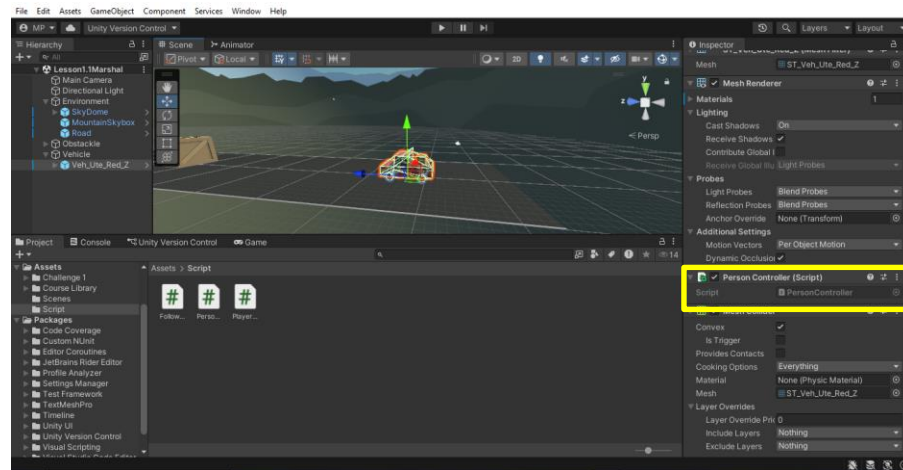 File Edit Assets GameObject Component Services Window Help
MP Unity Version Control Layers Layout
Hierarchy
All
Lesson1.1Marshal
Main Camera
Directional Light
Environment
SkyDome
MountainSkybox
Road
Obstackle
Vehicle
Veh_Ute_Red_Z
Scene Animator
Pivot Local 2D
y
z
Persp
Project Console Unity Version Control Game
14
Assets
Challenge 1
Course Library
Scenes
Script
Packages
Code Coverage
Custom NUnit
Editor Coroutines
JetBrains Rider Editor
Profile Analyzer
Settings Manager
Test Framework
TextMeshPro
Timeline
Unity UI
Unity Version Control
Visual Scripting
Assets > Script
# # #
Follow... Perso... Player...
Inspector
Mesh ST_Veh_Ute_Red_Z
Mesh Renderer
Materials 1
Lighting
Cast Shadows On
Receive Shadows
Contribute Global I
Receive Global Illu Light Probes
Probes
Light Probes Blend Probes
Reflection Probes Blend Probes
Anchor Override None (Transform)
Additional Settings
Motion Vectors Per Object Motion
Dynamic Occlusion
Person Controller (Script)
Script PersonController
Mesh Collider
Convex
Is Trigger
Provides Contacts
Cooking Options Everything
Material None (Physic Material)
Mesh ST_Veh_Ute_Red_Z
Layer Overrides
Layer Override Prio 0
Include Layers Nothing
Exclude Layers Nothing